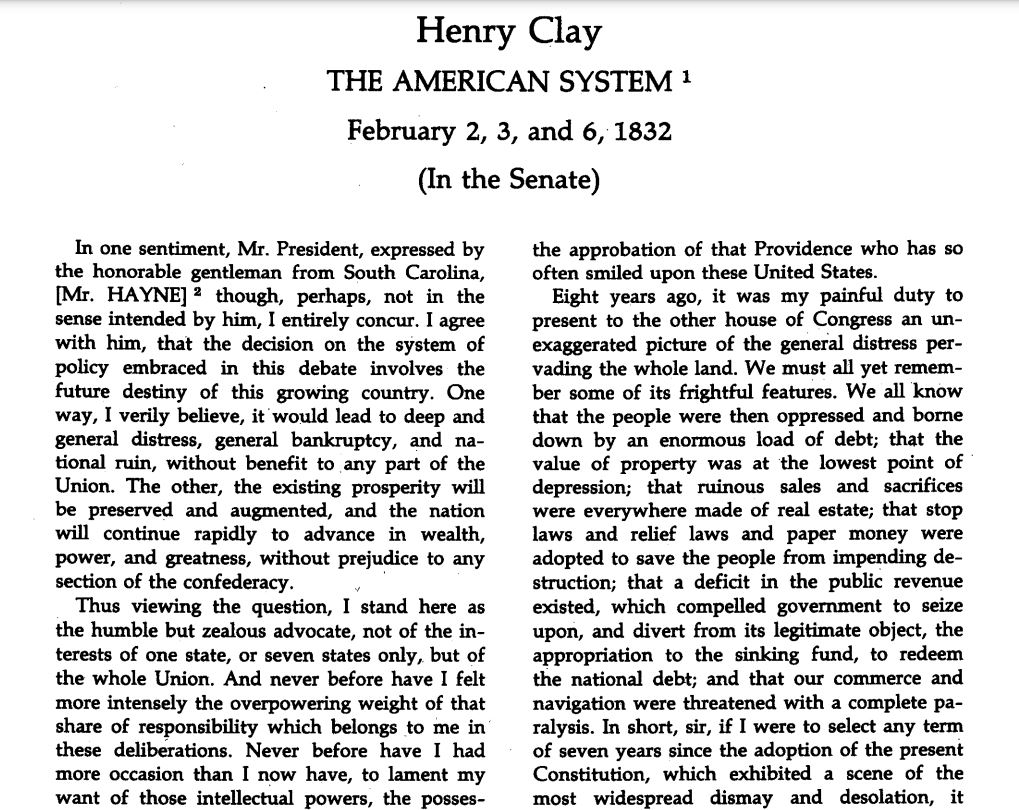 Henry Clay
THE AMERICAN SYSTEM ¹
February 2, 3, and 6, 1832
(In the Senate)
In one sentiment, Mr. President, expressed by
the honorable gentleman from South Carolina,
[Mr. HAYNE] ² though, perhaps, not in the
sense intended by him, I entirely concur. I agree
with him, that the decision on the system of
policy embraced in this debate involves the
future destiny of this growing country. One
way, I verily believe, it would lead to deep and
general distress, general bankruptcy, and na-
tional ruin, without benefit to any part of the
Union. The other, the existing prosperity will
be preserved and augmented, and the nation
will continue rapidly to advance in wealth,
power, and greatness, without prejudice to any
section of the confederacy.
Thus viewing the question, I stand here as
the humble but zealous advocate, not of the in-
terests of one state, or seven states only, but of
the whole Union. And never before have I felt
more intensely the overpowering weight of that
share of responsibility which belongs to me in
these deliberations. Never before have I had
more occasion than I now have, to lament my
want of those intellectual powers, the posses-
the approbation of that Providence who has so
often smiled upon these United States.
Eight years ago, it was my painful duty to
present to the other house of Congress an un-
exaggerated picture of the general distress per-
vading the whole land. We must all yet remem-
ber some of its frightful features. We all know
that the people were then oppressed and borne
down by an enormous load of debt; that the
value of property was at the lowest point of
depression; that ruinous sales and sacrifices
were everywhere made of real estate; that stop
laws and relief laws and paper money were
adopted to save the people from impending de-
struction; that a deficit in the public revenue
existed, which compelled government to seize
upon, and divert from its legitimate object, the
appropriation to the sinking fund, to redeem
the national debt; and that our commerce and
navigation were threatened with a complete pa-
ralysis. In short, sir, if I were to select any term
of seven years since the adoption of the present
Constitution, which exhibited a scene of the
most widespread dismay and desolation, it